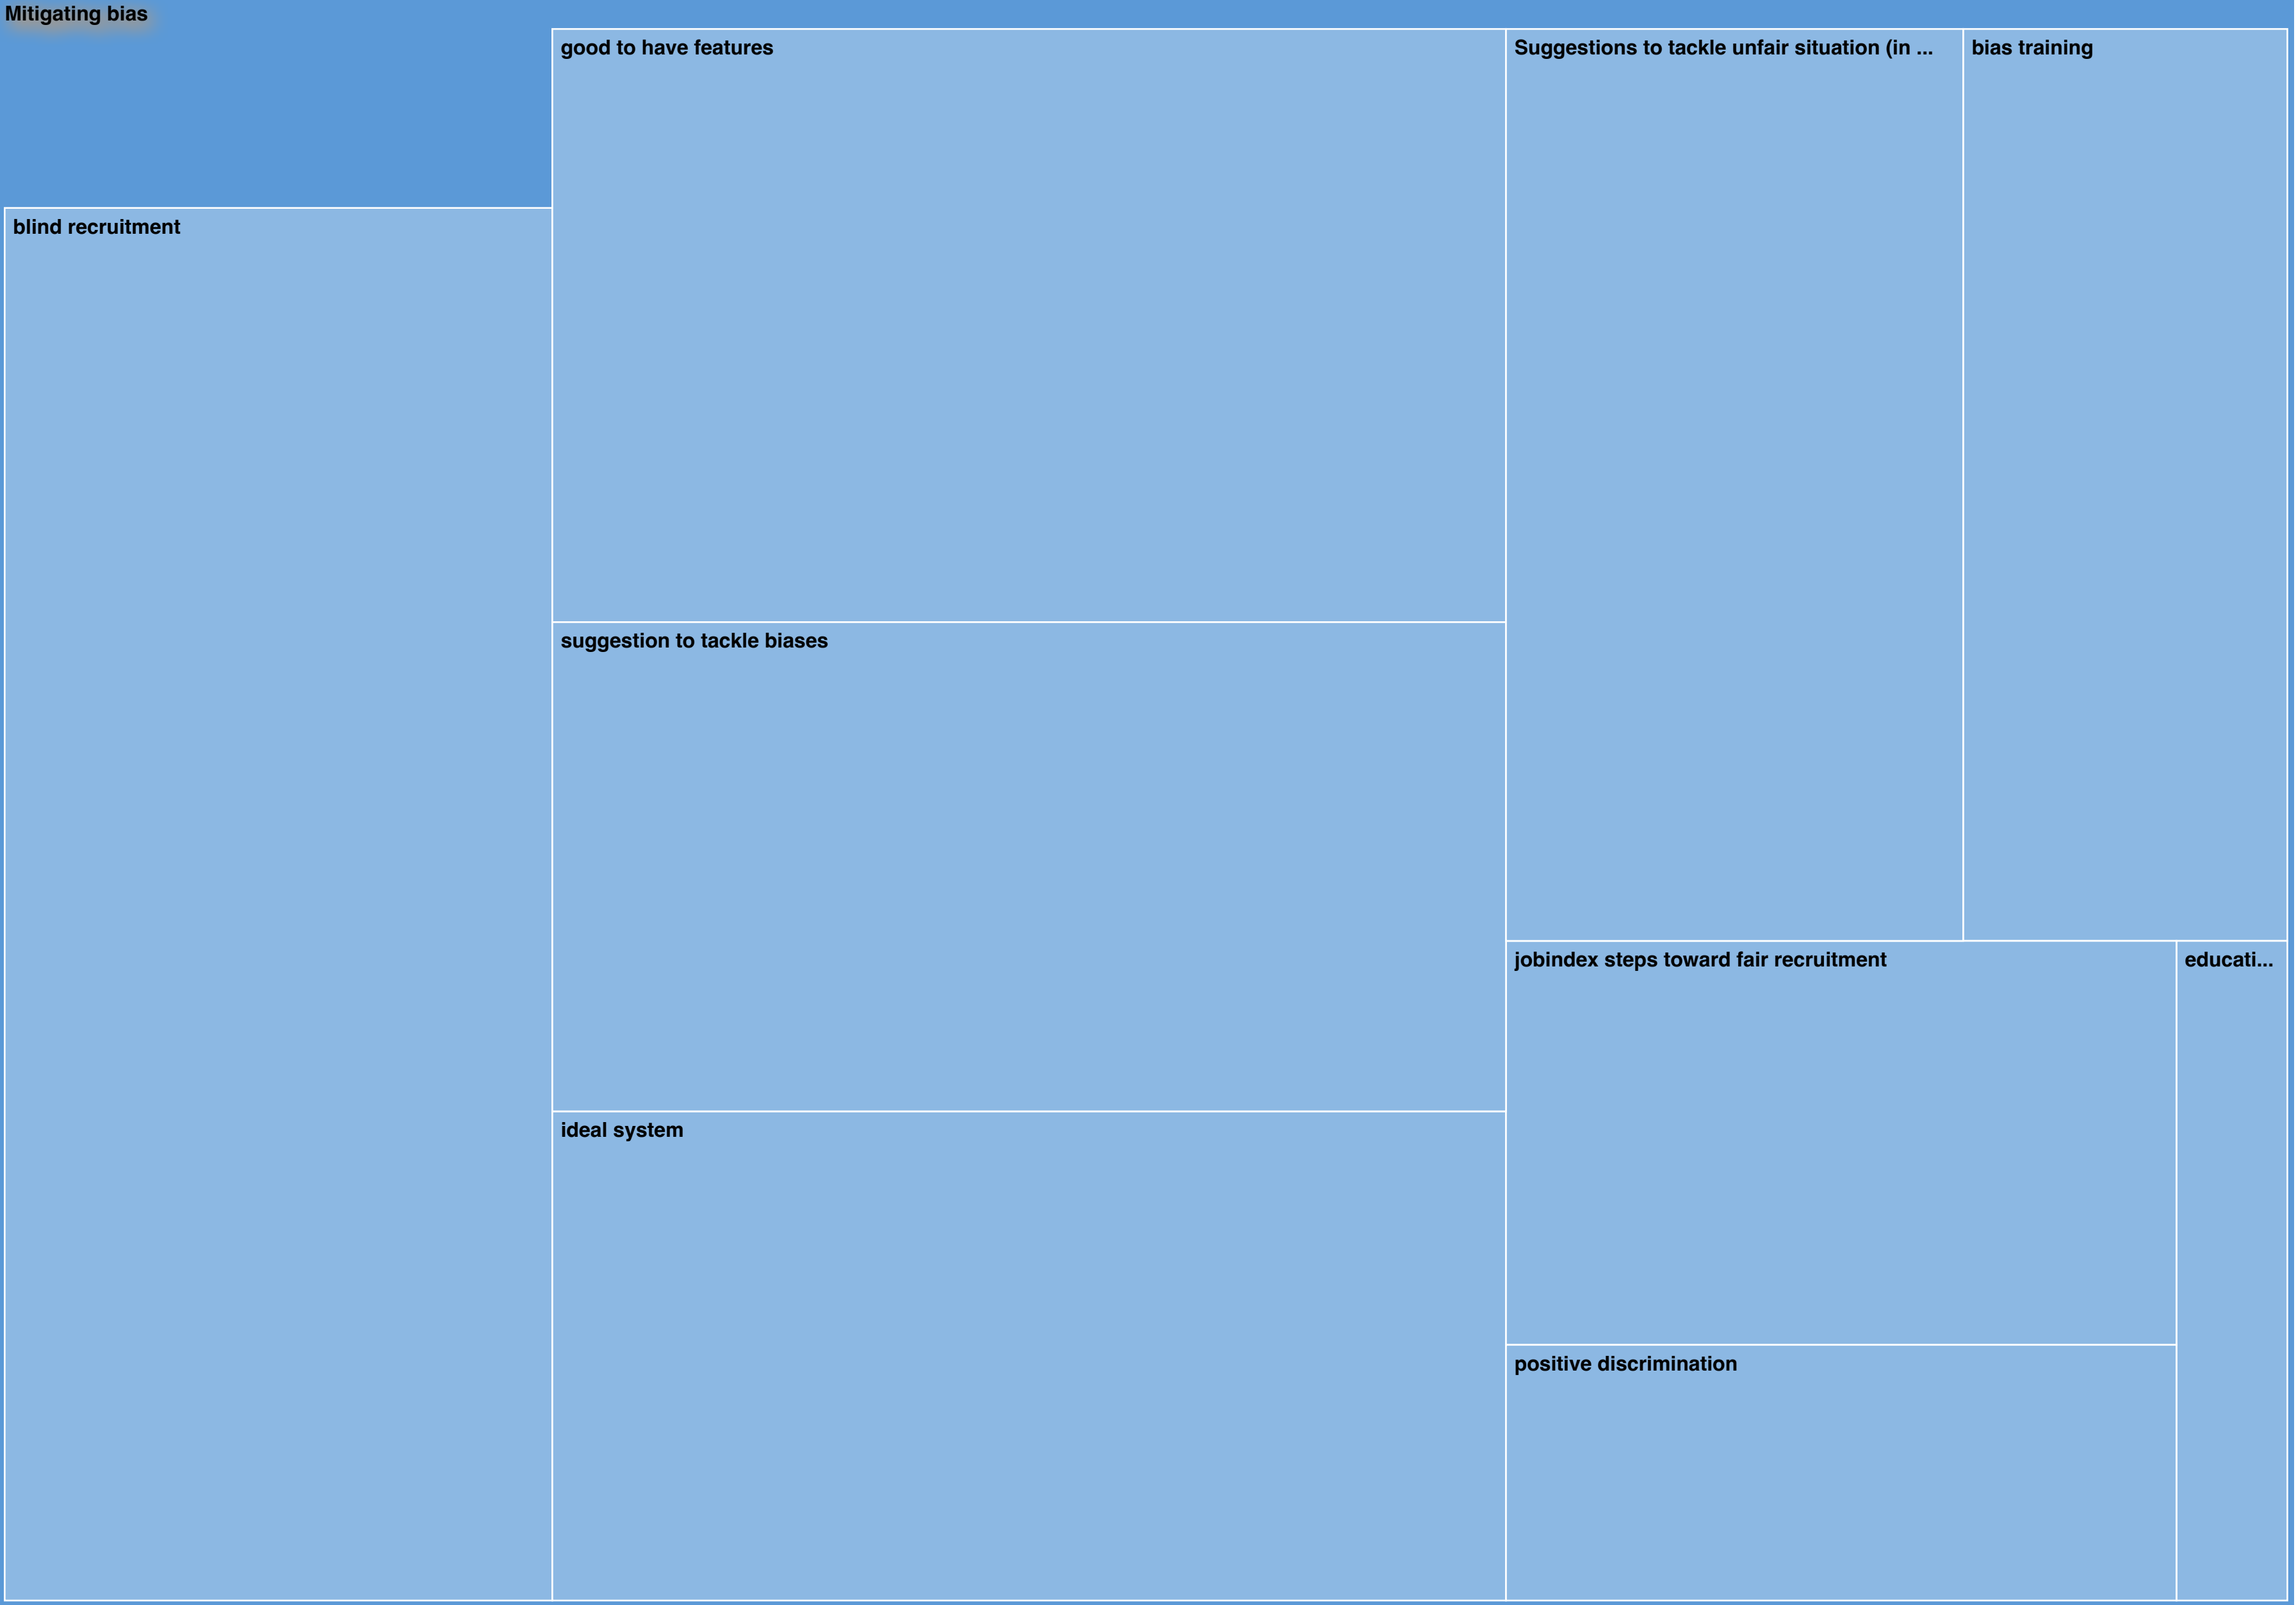 Mitigating bias
blind recruitment
good to have features
suggestion to tackle biases
ideal system
Suggestions to tackle unfair situation (in ...
bias training
jobindex steps toward fair recruitment
educati...
positive discrimination